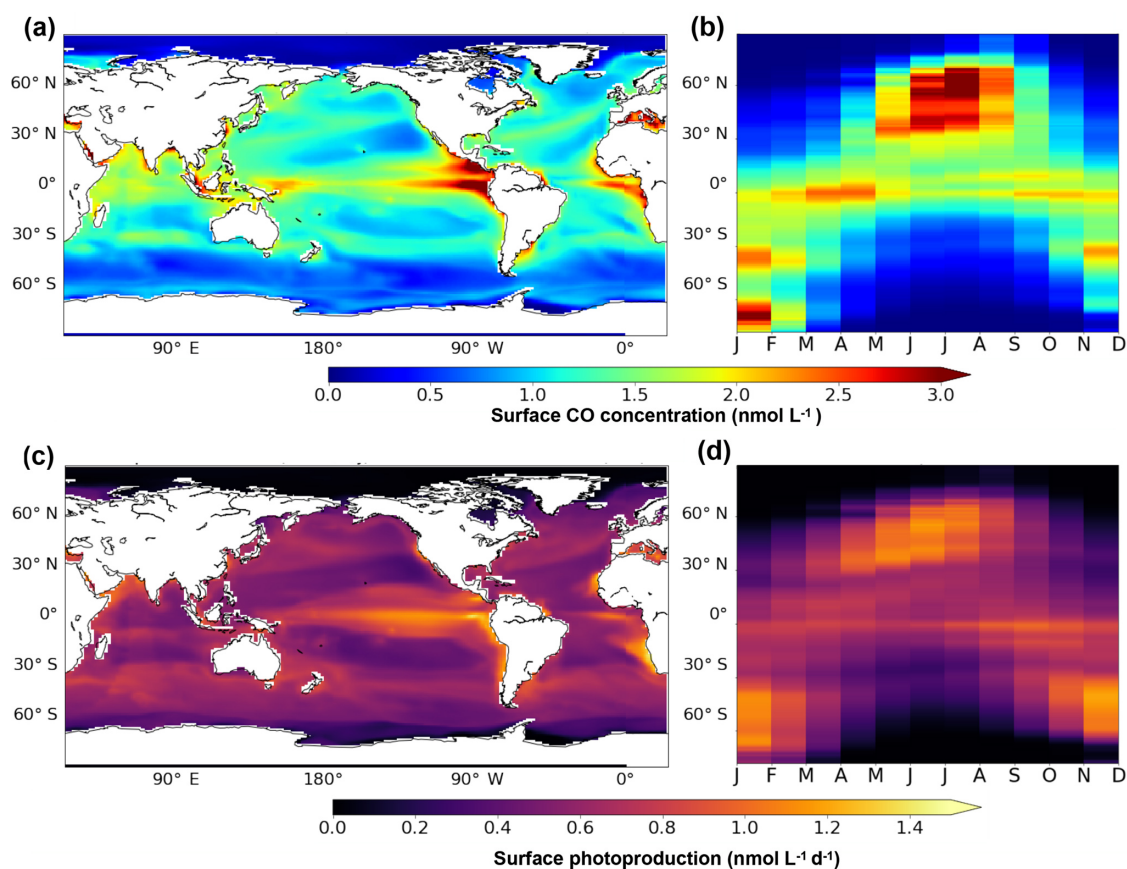 (a)
(b)
60° N
30° N
0°
30° S
60° S
90° E 180° 90° W 0°
60° N
30° N
0°
30° S
60° S
J F M A M J J A S O N D
0.0 0.5 1.0 1.5 2.0 2.5 3.0
Surface CO concentration (nmol L⁻¹ )
(c)
(d)
60° N
30° N
0°
30° S
60° S
90° E 180° 90° W 0°
60° N
30° N
0°
30° S
60° S
J F M A M J J A S O N D
0.0 0.2 0.4 0.6 0.8 1.0 1.2 1.4
Surface photoproduction (nmol L⁻¹ d⁻¹)